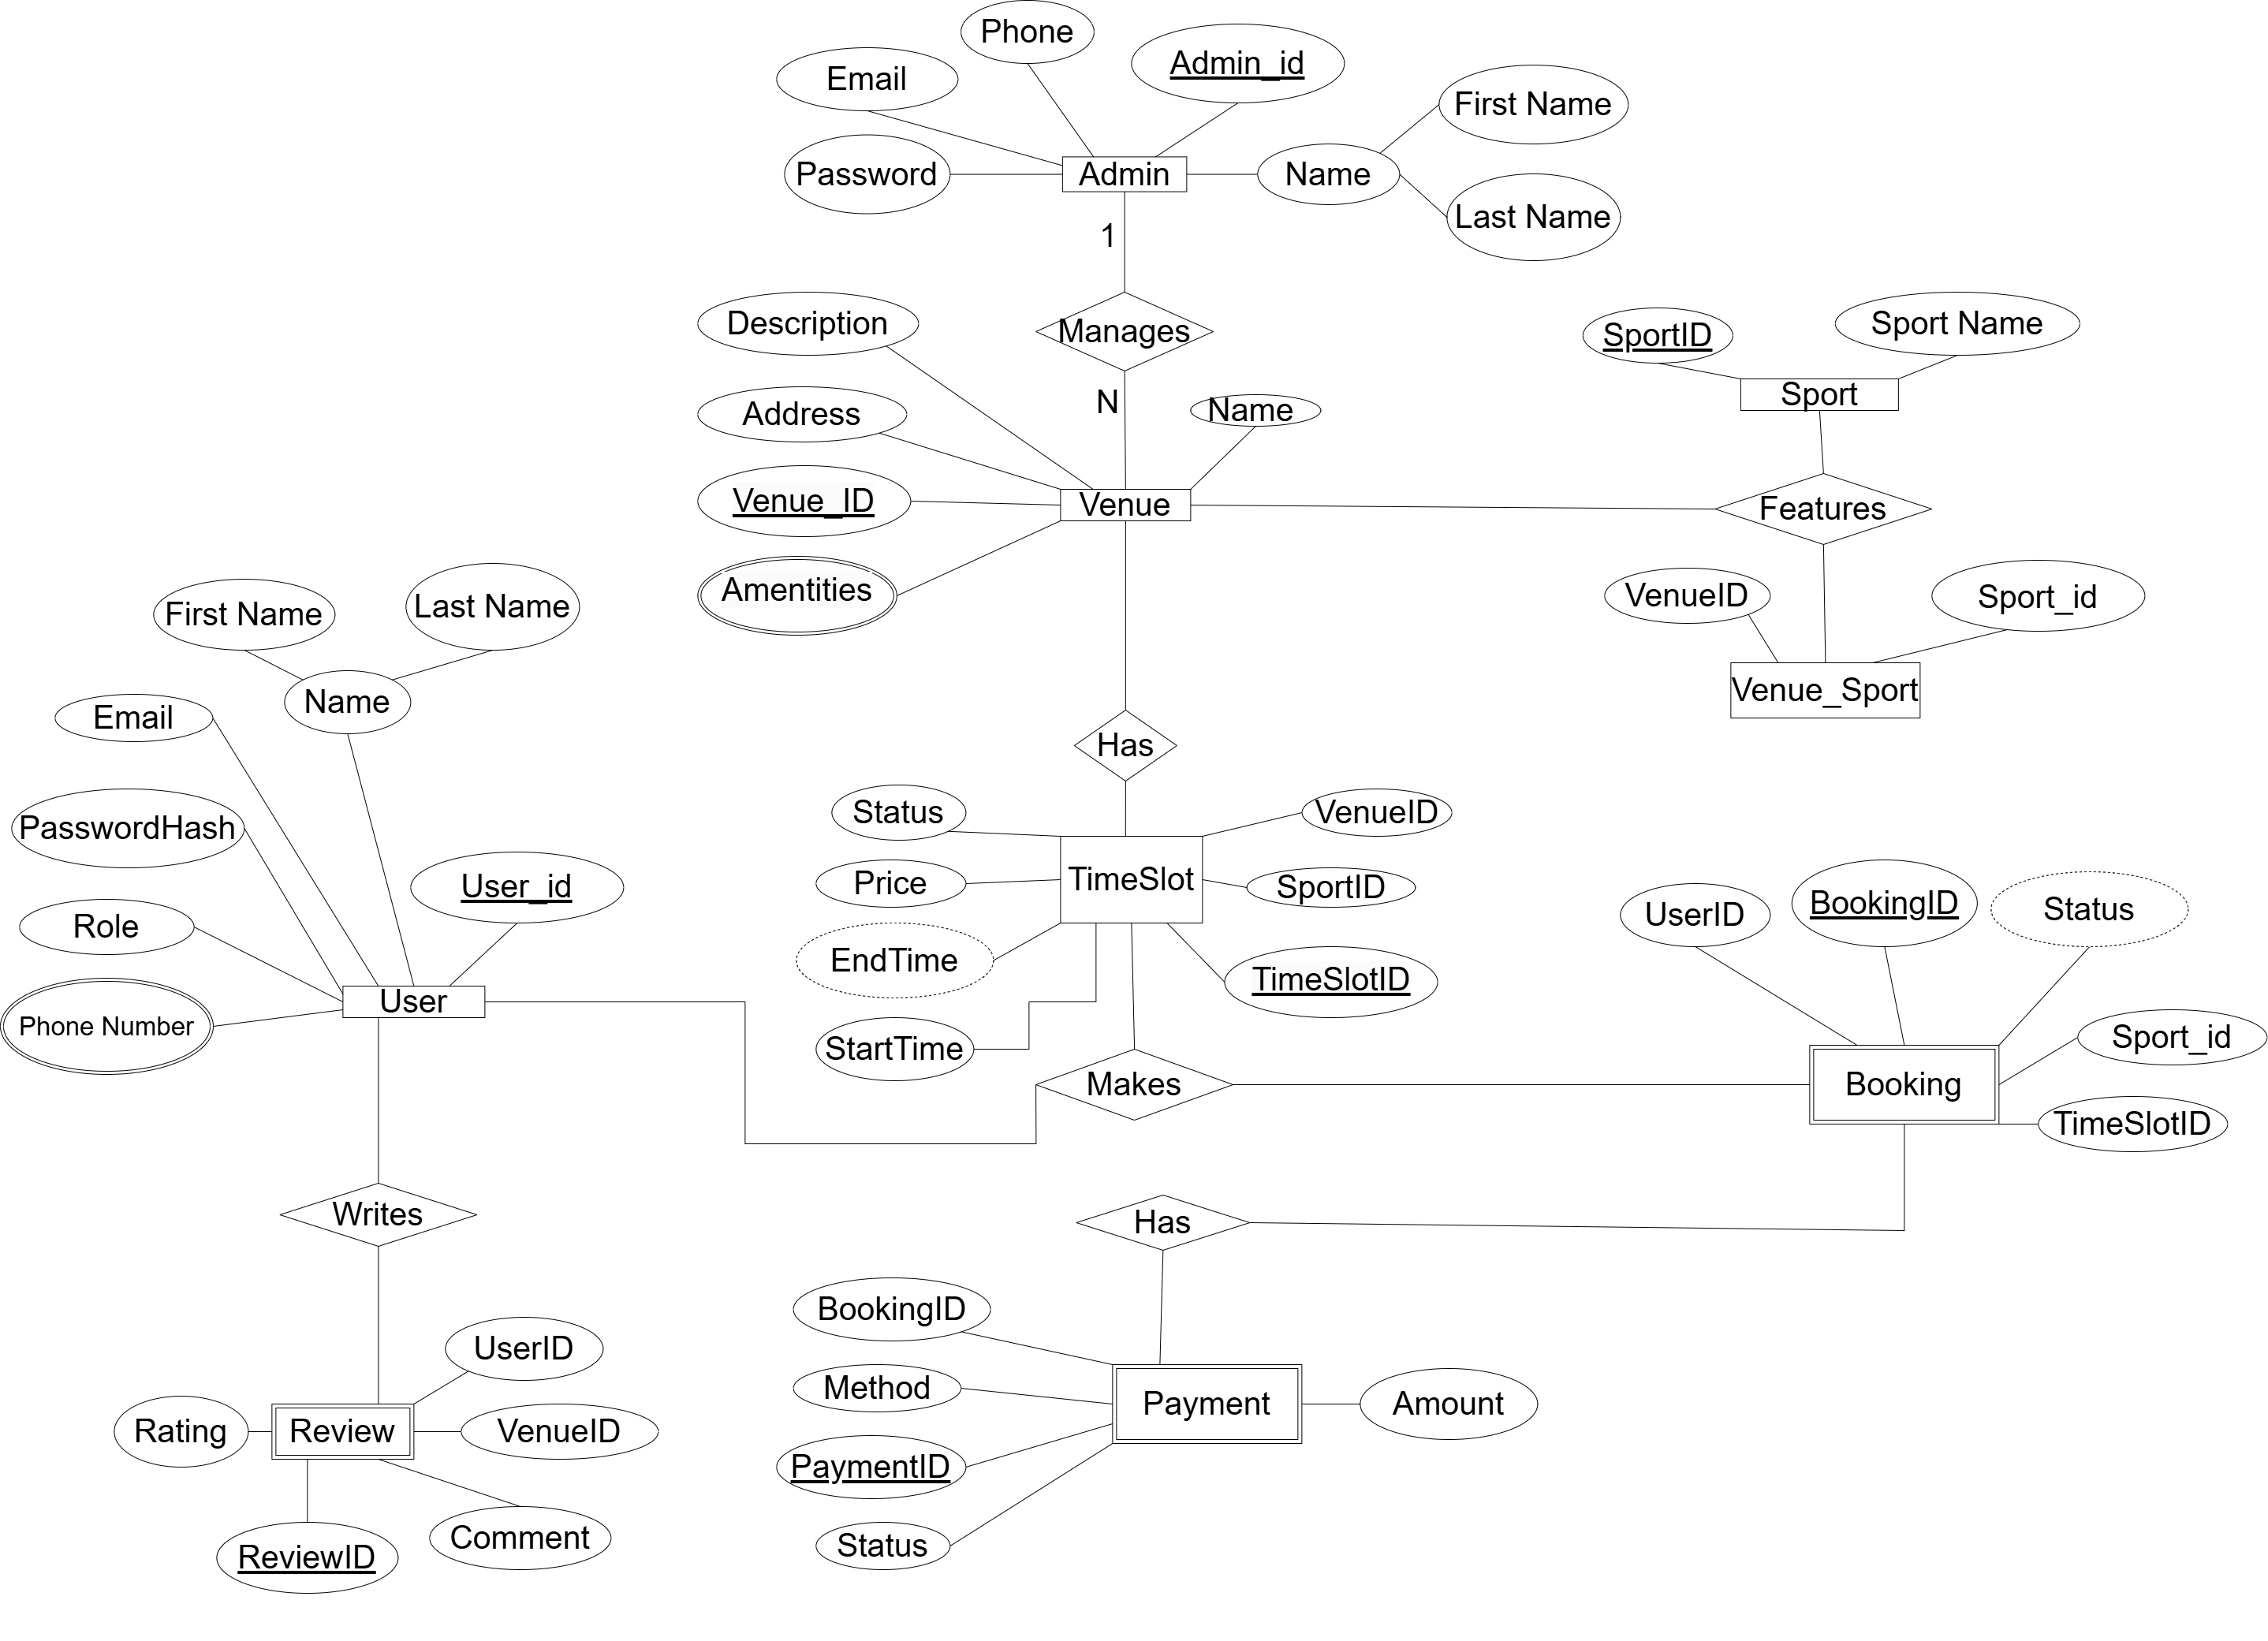 Phone
Admin_id
Email
First Name
Password
Admin
Name
Last Name
1
Description
Manages
SportID
Sport Name
Sport
N
Name
Address
Venue_ID
Venue
Features
Amentities
VenueID
Sport_id
Venue_Sport
First Name
Last Name
Name
Email
Has
PasswordHash
Status
VenueID
TimeSlot
Price
SportID
User_id
Role
EndTime
TimeSlotID
UserID
BookingID
Status
User
Phone Number
StartTime
Makes
Booking
Sport_id
TimeSlotID
Writes
Has
BookingID
UserID
Method
Payment
Amount
Rating
Review
VenueID
PaymentID
Comment
Status
ReviewID